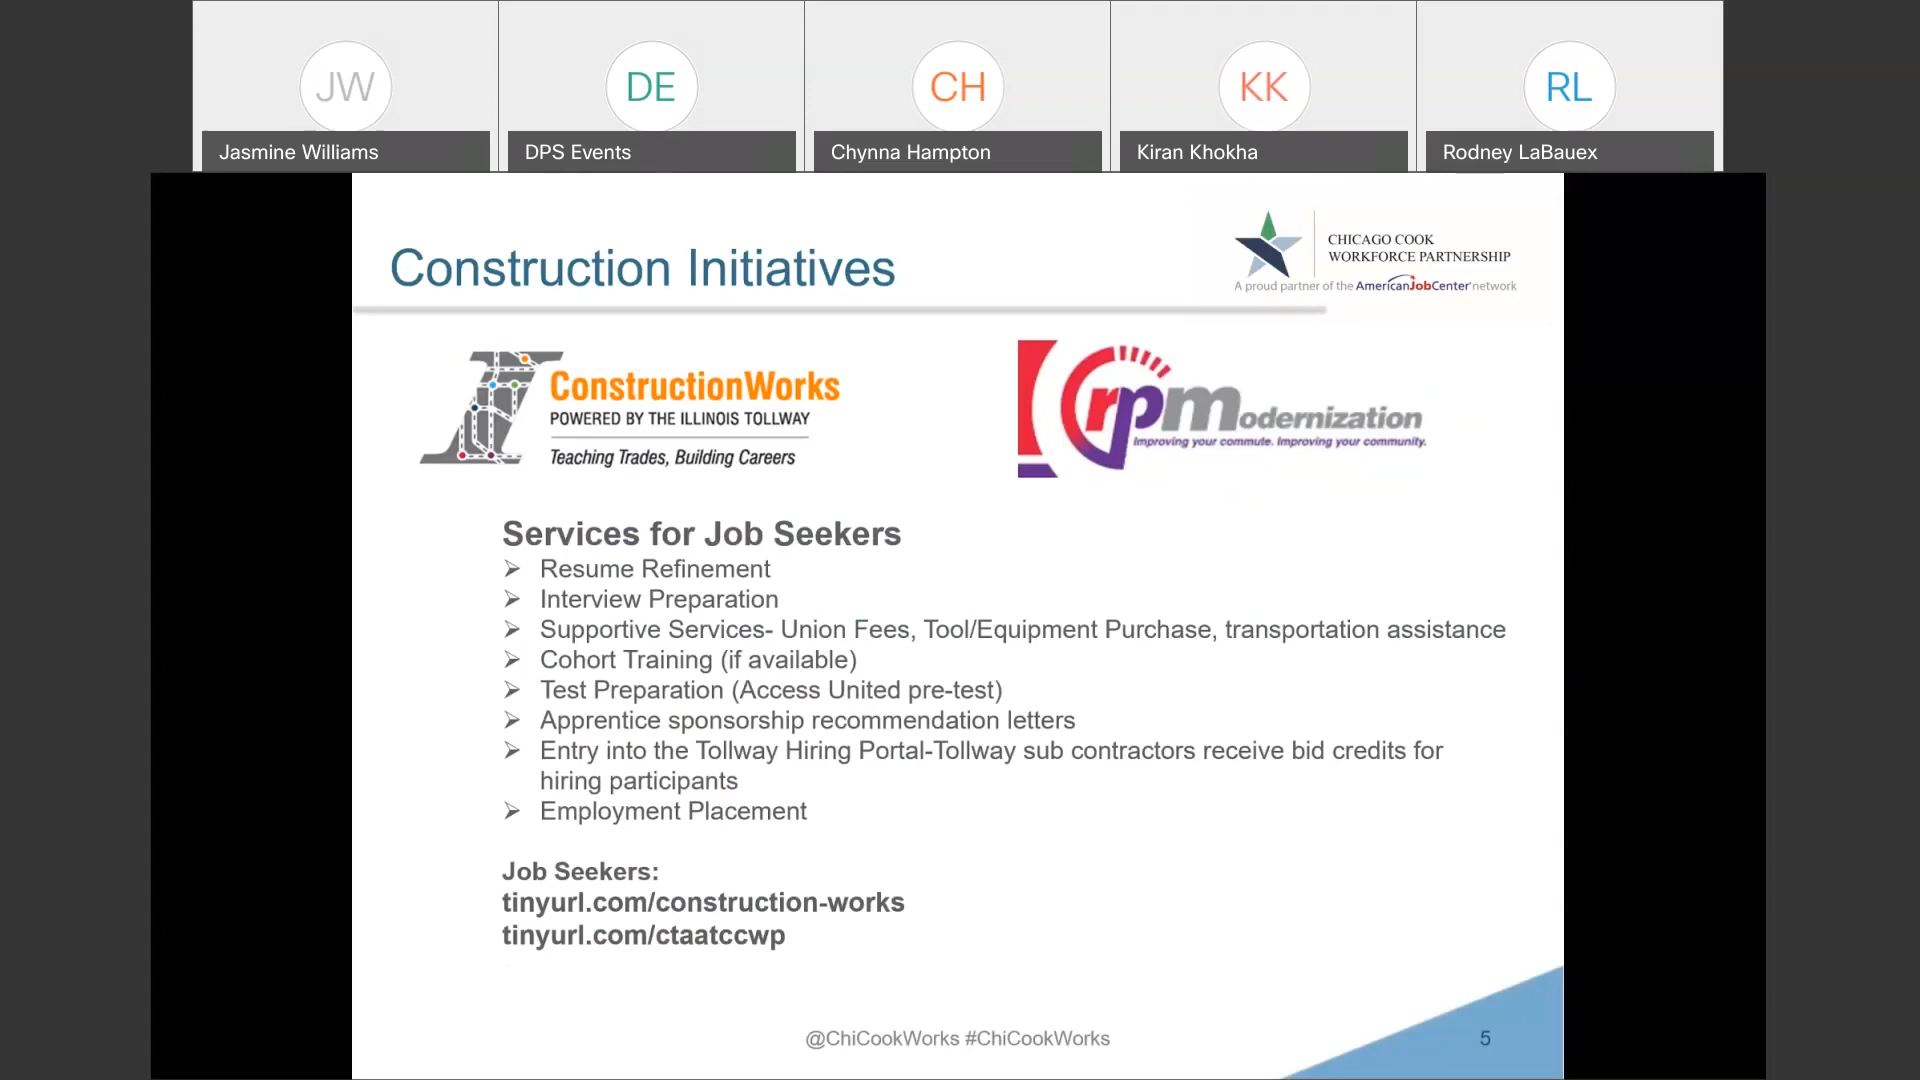 JW
DE
CH
KK
RL
Jasmine Williams
DPS Events
Chynna Hampton
Kiran Khokha
Rodney LaBauex
Construction Initiatives
CHICAGO COOK
WORKFORCE PARTNERSHIP
A proud partner of the AmericanJobCenter network
ConstructionWorks
POWERED BY THE ILLINOIS TOLLWAY
Teaching Trades, Building Careers
rpmodernization
Improving your commute. Improving your community.
Services for Job Seekers
➢ Resume Refinement
➢ Interview Preparation
➢ Supportive Services- Union Fees, Tool/Equipment Purchase, transportation assistance
➢ Cohort Training (if available)
➢ Test Preparation (Access United pre-test)
➢ Apprentice sponsorship recommendation letters
➢ Entry into the Tollway Hiring Portal-Tollway sub contractors receive bid credits for
hiring participants
➢ Employment Placement
Job Seekers:
tinyurl.com/construction-works
tinyurl.com/ctaatccwp
@ChiCookWorks #ChiCookWorks
5